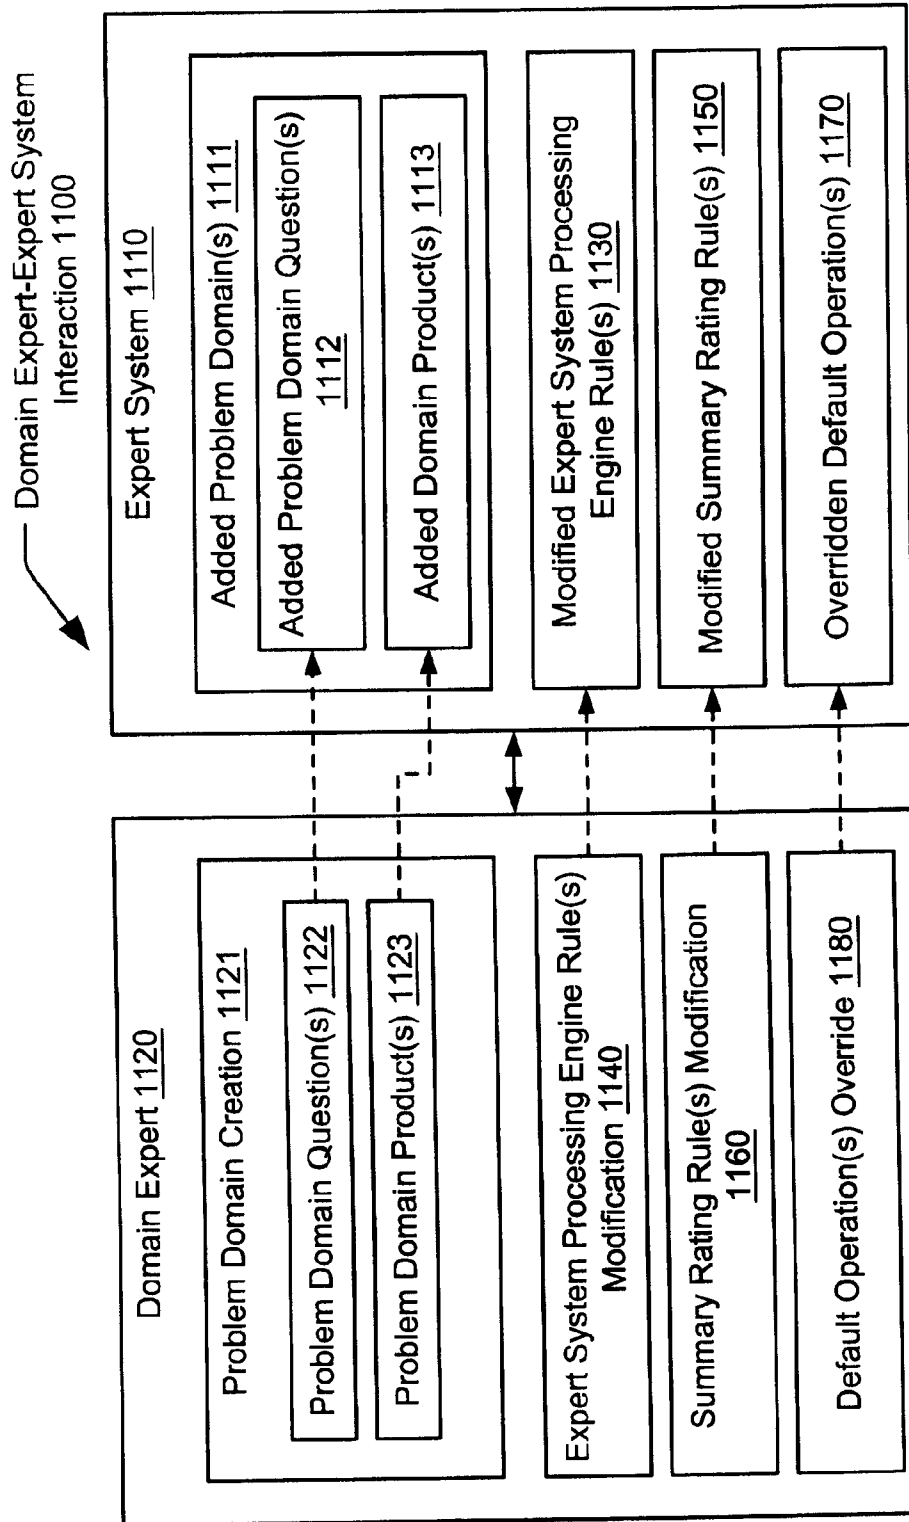 Domain Expert-Expert System
Interaction 1100
Domain Expert 1120
Problem Domain Creation 1121
Problem Domain Question(s) 1122
Problem Domain Product(s) 1123
Expert System Processing Engine Rule(s)
Modification 1140
Summary Rating Rule(s) Modification
1160
Default Operation(s) Override 1180
Expert System 1110
Added Problem Domain(s) 1111
Added Problem Domain Question(s)
1112
Added Domain Product(s) 1113
Modified Expert System Processing
Engine Rule(s) 1130
Modified Summary Rating Rule(s) 1150
Overridden Default Operation(s) 1170